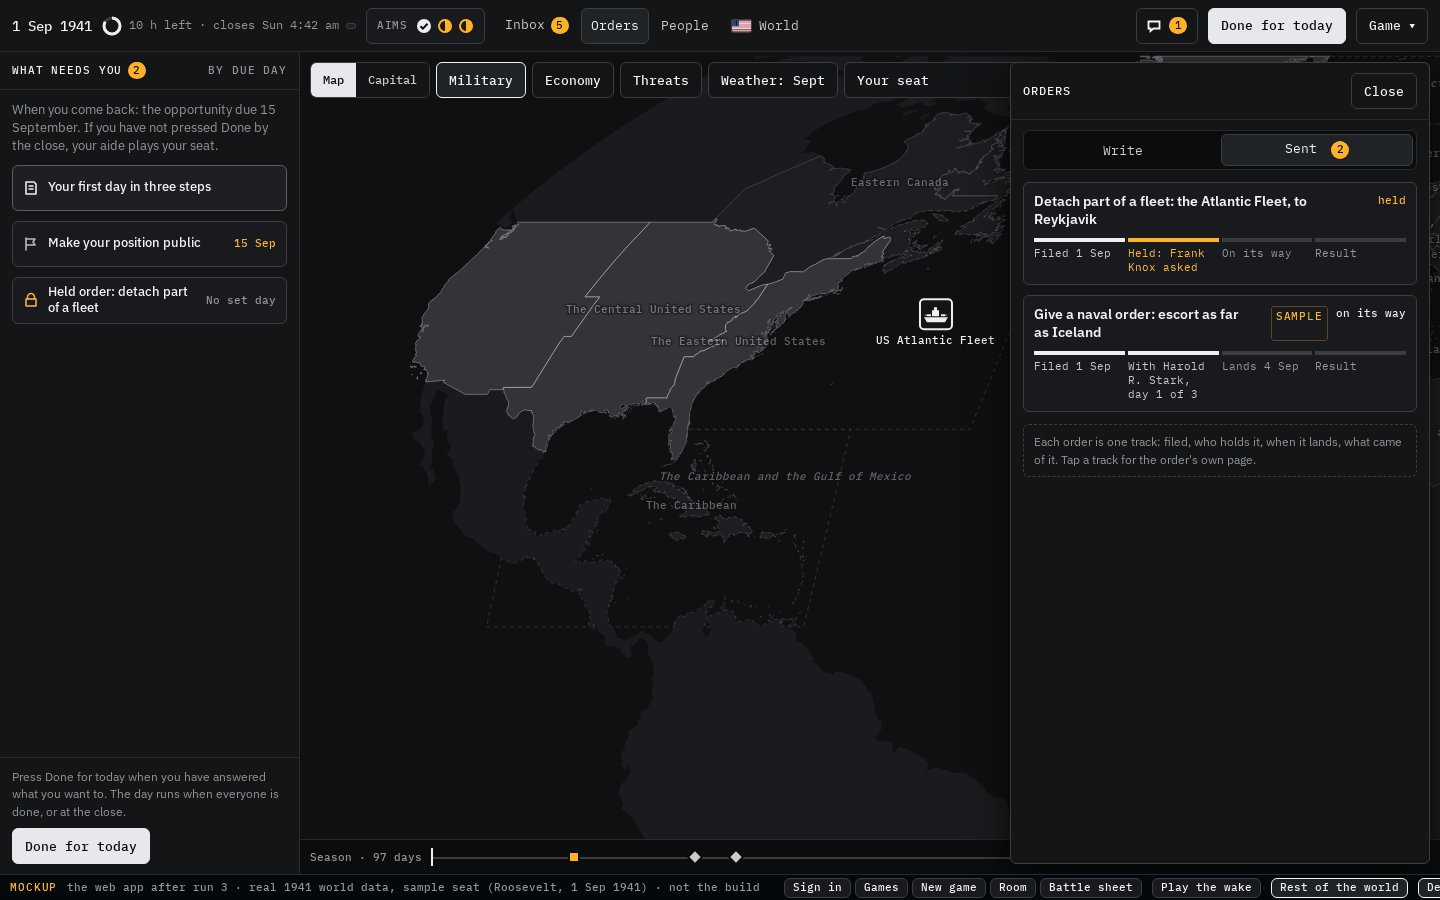 1 Sep 1941 10 h left · closes Sun 4:42 am AIMS Inbox 5 Orders People World 1 Done for today Game ▾
WHAT NEEDS YOU 2 BY DUE DAY
When you come back: the opportunity due 15
September. If you have not pressed Done by
the close, your aide plays your seat.
Your first day in three steps
Make your position public 15 Sep
Held order: detach part
of a fleet
No set day
Press Done for today when you have answered
what you want to. The day runs when everyone is
done, or at the close.
Done for today
Map Capital Military Economy Threats Weather: Sept Your seat
Eastern Canada
The Central United States
The Eastern United States
US Atlantic Fleet
The Caribbean and the Gulf of Mexico
The Caribbean
Season · 97 days
ORDERS Close
Write Sent 2
Detach part of a fleet: the Atlantic Fleet, to
Reykjavik
held
Filed 1 Sep Held: Frank
Knox asked
On its way Result
Give a naval order: escort as far
as Iceland
SAMPLE on its way
Filed 1 Sep With Harold
R. Stark,
day 1 of 3
Lands 4 Sep Result
Each order is one track: filed, who holds it, when it lands, what came
of it. Tap a track for the order's own page.
MOCKUP the web app after run 3 · real 1941 world data, sample seat (Roosevelt, 1 Sep 1941) · not the build Sign in Games New game Room Battle sheet Play the wake Rest of the world De